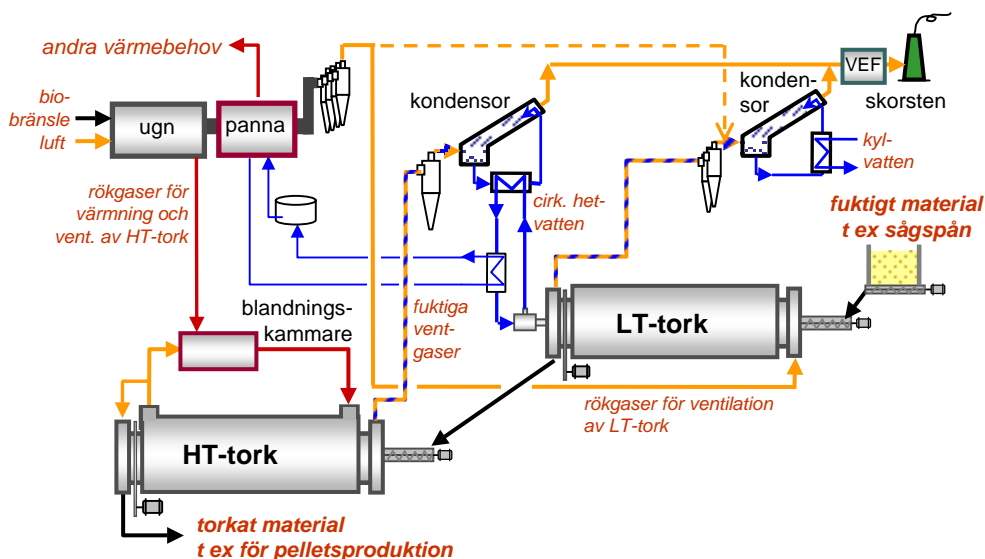 andra värmebehov
bio-
bränsle
luft
ugn
panna
kondensor
konden-
sor
VEF
skorsten
kyl-
vatten
rökgaser för
värmning och
vent. av HT-tork
cirk. het-
vatten
fuktigt material
t ex sågspån
blandnings-
kammare
fuktiga
vent-
gaser
LT-tork
rökgaser för ventilation
av LT-tork
HT-tork
torkat material
t ex för pelletsproduktion